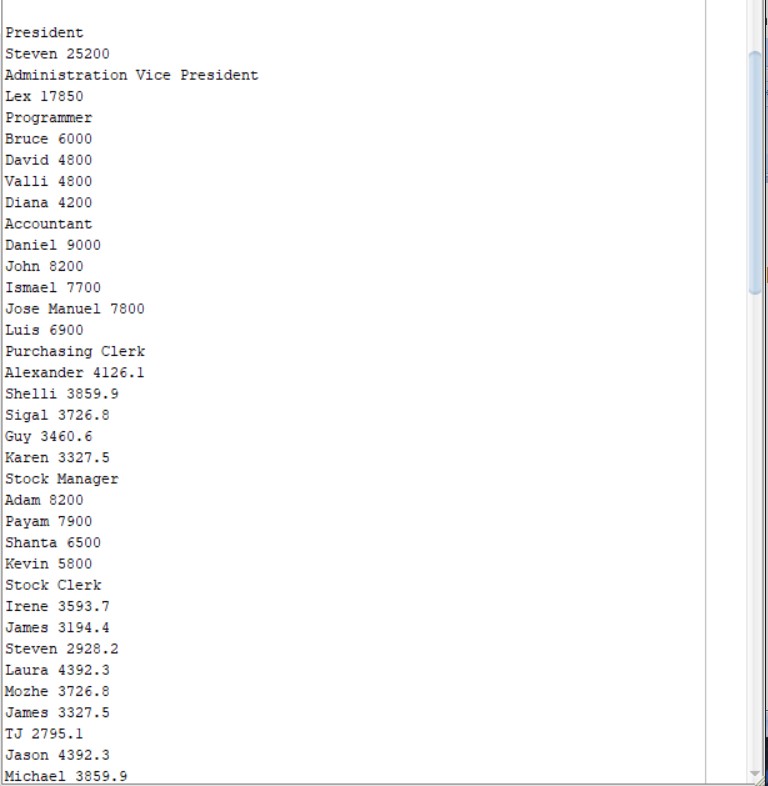 President
Steven 25200
Administration Vice President
Lex 17850
Programmer
Bruce 6000
David 4800
Valli 4800
Diana 4200
Accountant
Daniel 9000
John 8200
Ismael 7700
Jose Manuel 7800
Luis 6900
Purchasing Clerk
Alexander 4126.1
Shelli 3859.9
Sigal 3726.8
Guy 3460.6
Karen 3327.5
Stock Manager
Adam 8200
Payam 7900
Shanta 6500
Kevin 5800
Stock Clerk
Irene 3593.7
James 3194.4
Steven 2928.2
Laura 4392.3
Mozhe 3726.8
James 3327.5
TJ 2795.1
Jason 4392.3
Michael 3859.9